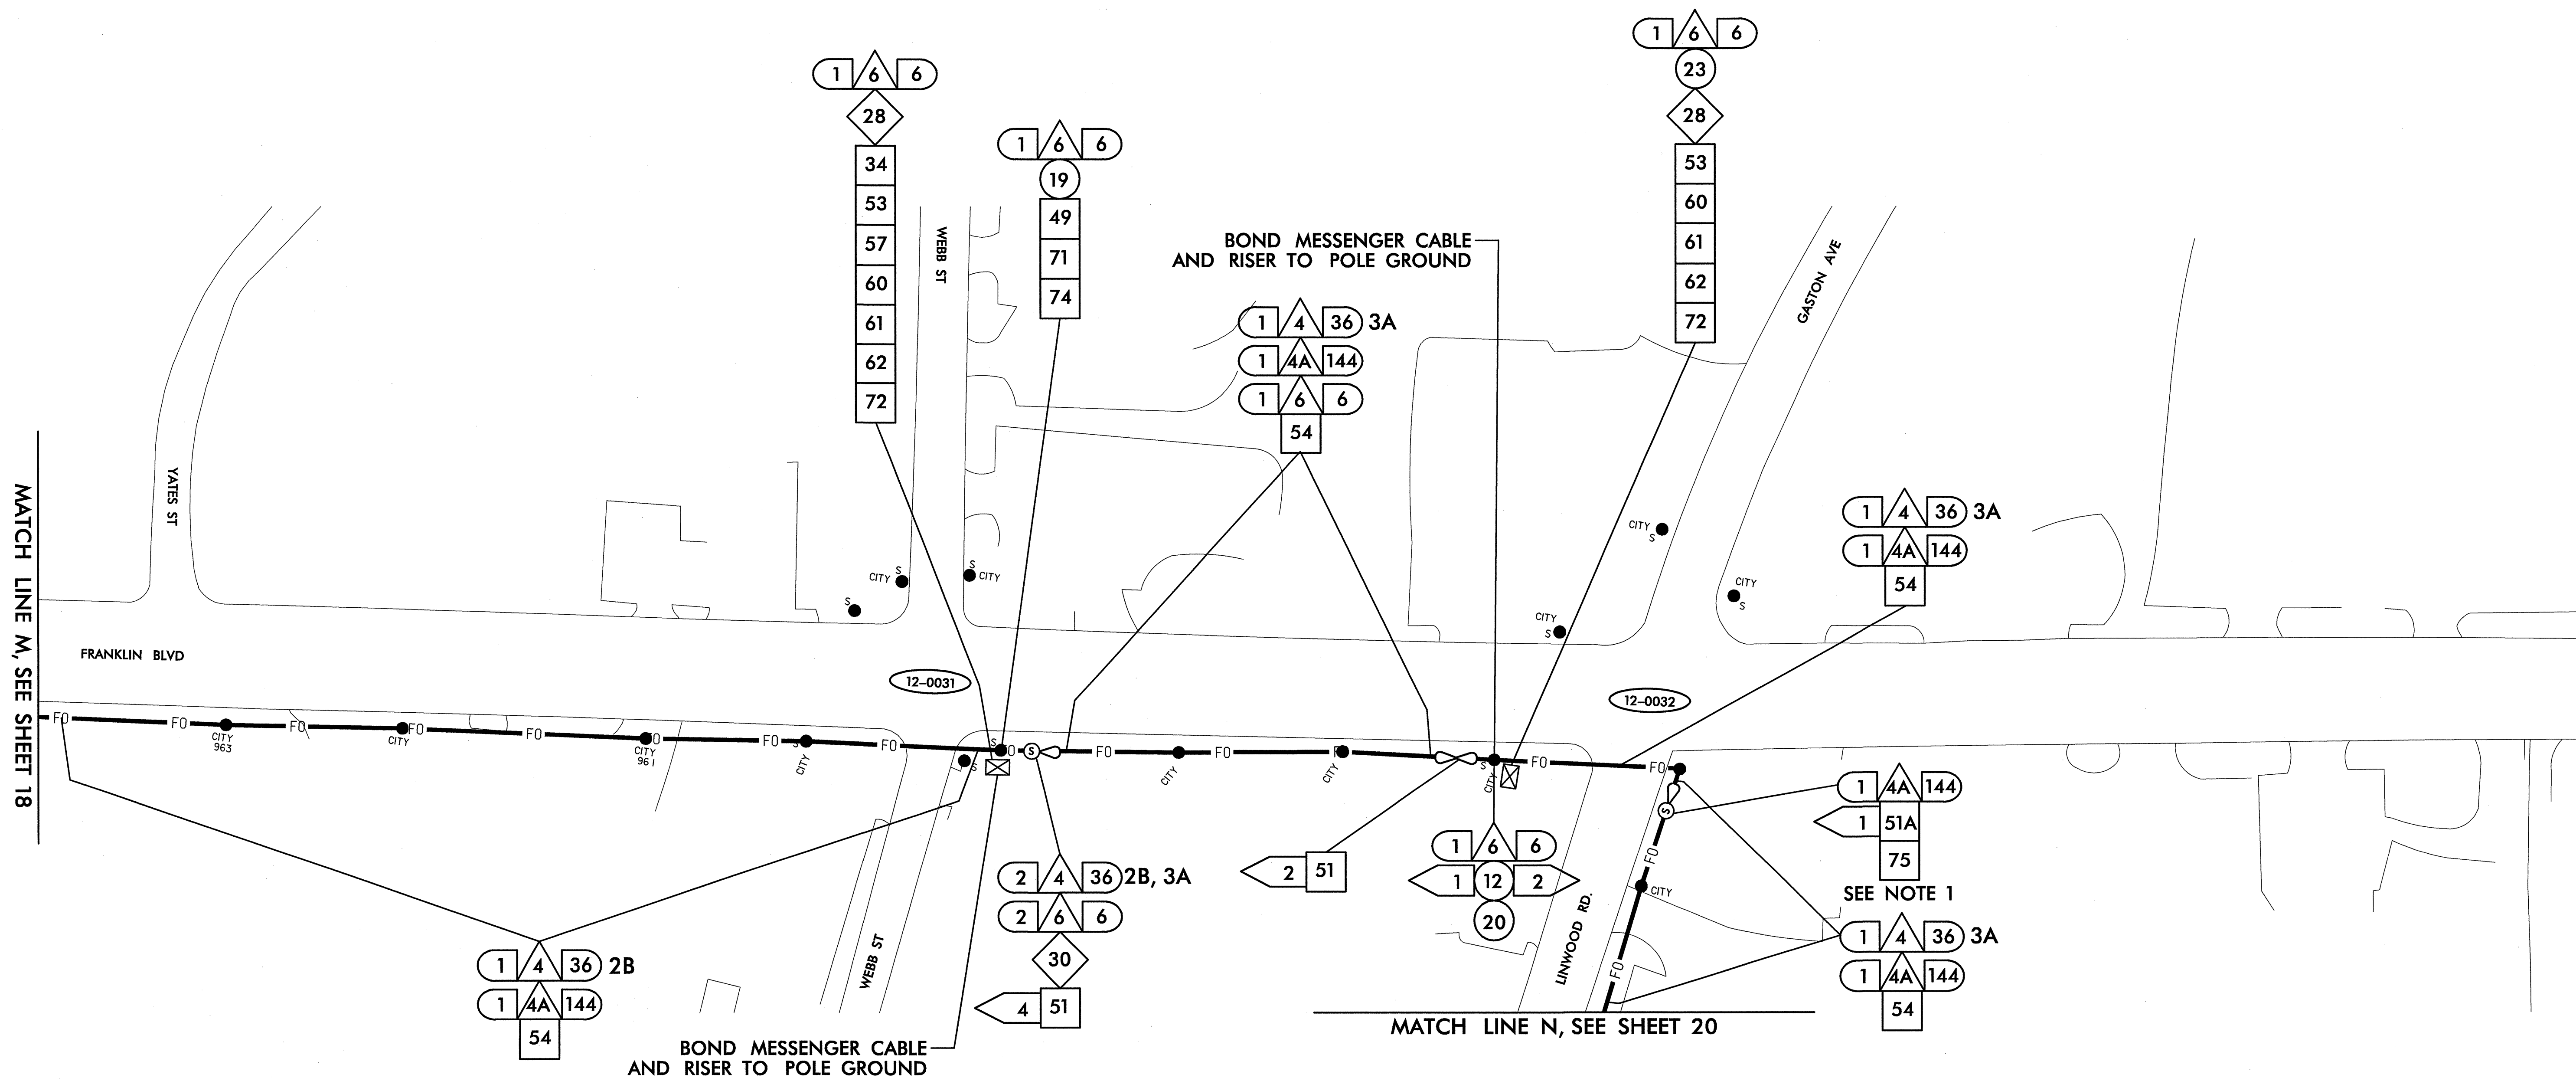 1 6 6
28
34
53
57
60
61
62
72
1 6 6
19
49
71
74
1 6 6
23
28
53
60
61
62
72
BOND MESSENGER CABLE
AND RISER TO POLE GROUND
1 4 36 3A
1 4A 144
1 6 6
54
1 4 36 3A
1 4A 144
54
YATES ST
WEBB ST
GASTON AVE
CITY
S
S
CITY
S
CITY
S
CITY
S
CITY
S
MATCH LINE M, SEE SHEET 18
FRANKLIN BLVD
12-0031
12-0032
FO FO FO FO FO FO FO FO FO FO FO
CITY
963
CITY
CITY
961
S
CITY
S
S
S
CITY
CITY
S
CITY
S
CITY
FO
FO
1 4 36 2B
1 4A 144
54
2 4 36 2B, 3A
2 6 6
30
4 51
2 51
1 6 6
1 12 2
20
1 4A 144
1 51A
75
SEE NOTE 1
1 4 36 3A
1 4A 144
54
WEBB ST
LINWOOD RD.
BOND MESSENGER CABLE
AND RISER TO POLE GROUND
MATCH LINE N, SEE SHEET 20